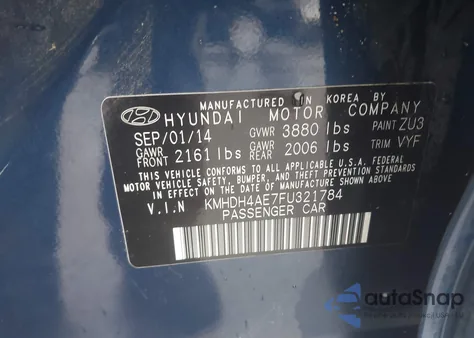 MANUFACTURED IN KOREA BY
HYUNDAI MOTOR COMPANY
SEP/01/14 GVWR 3880 lbs PAINT ZU3
GAWR FRONT 2161 lbs GAWR REAR 2006 lbs TRIM VYF
THIS VEHICLE CONFORMS TO ALL APPLICABLE U.S.A. FEDERAL
MOTOR VEHICLE SAFETY, BUMPER, AND THEFT PREVENTION STANDARDS
IN EFFECT ON THE DATE OF MANUFACTURE SHOWN ABOVE.
V.I.N KMHDH4AE7FU321784
PASSENGER CAR
autoSnap